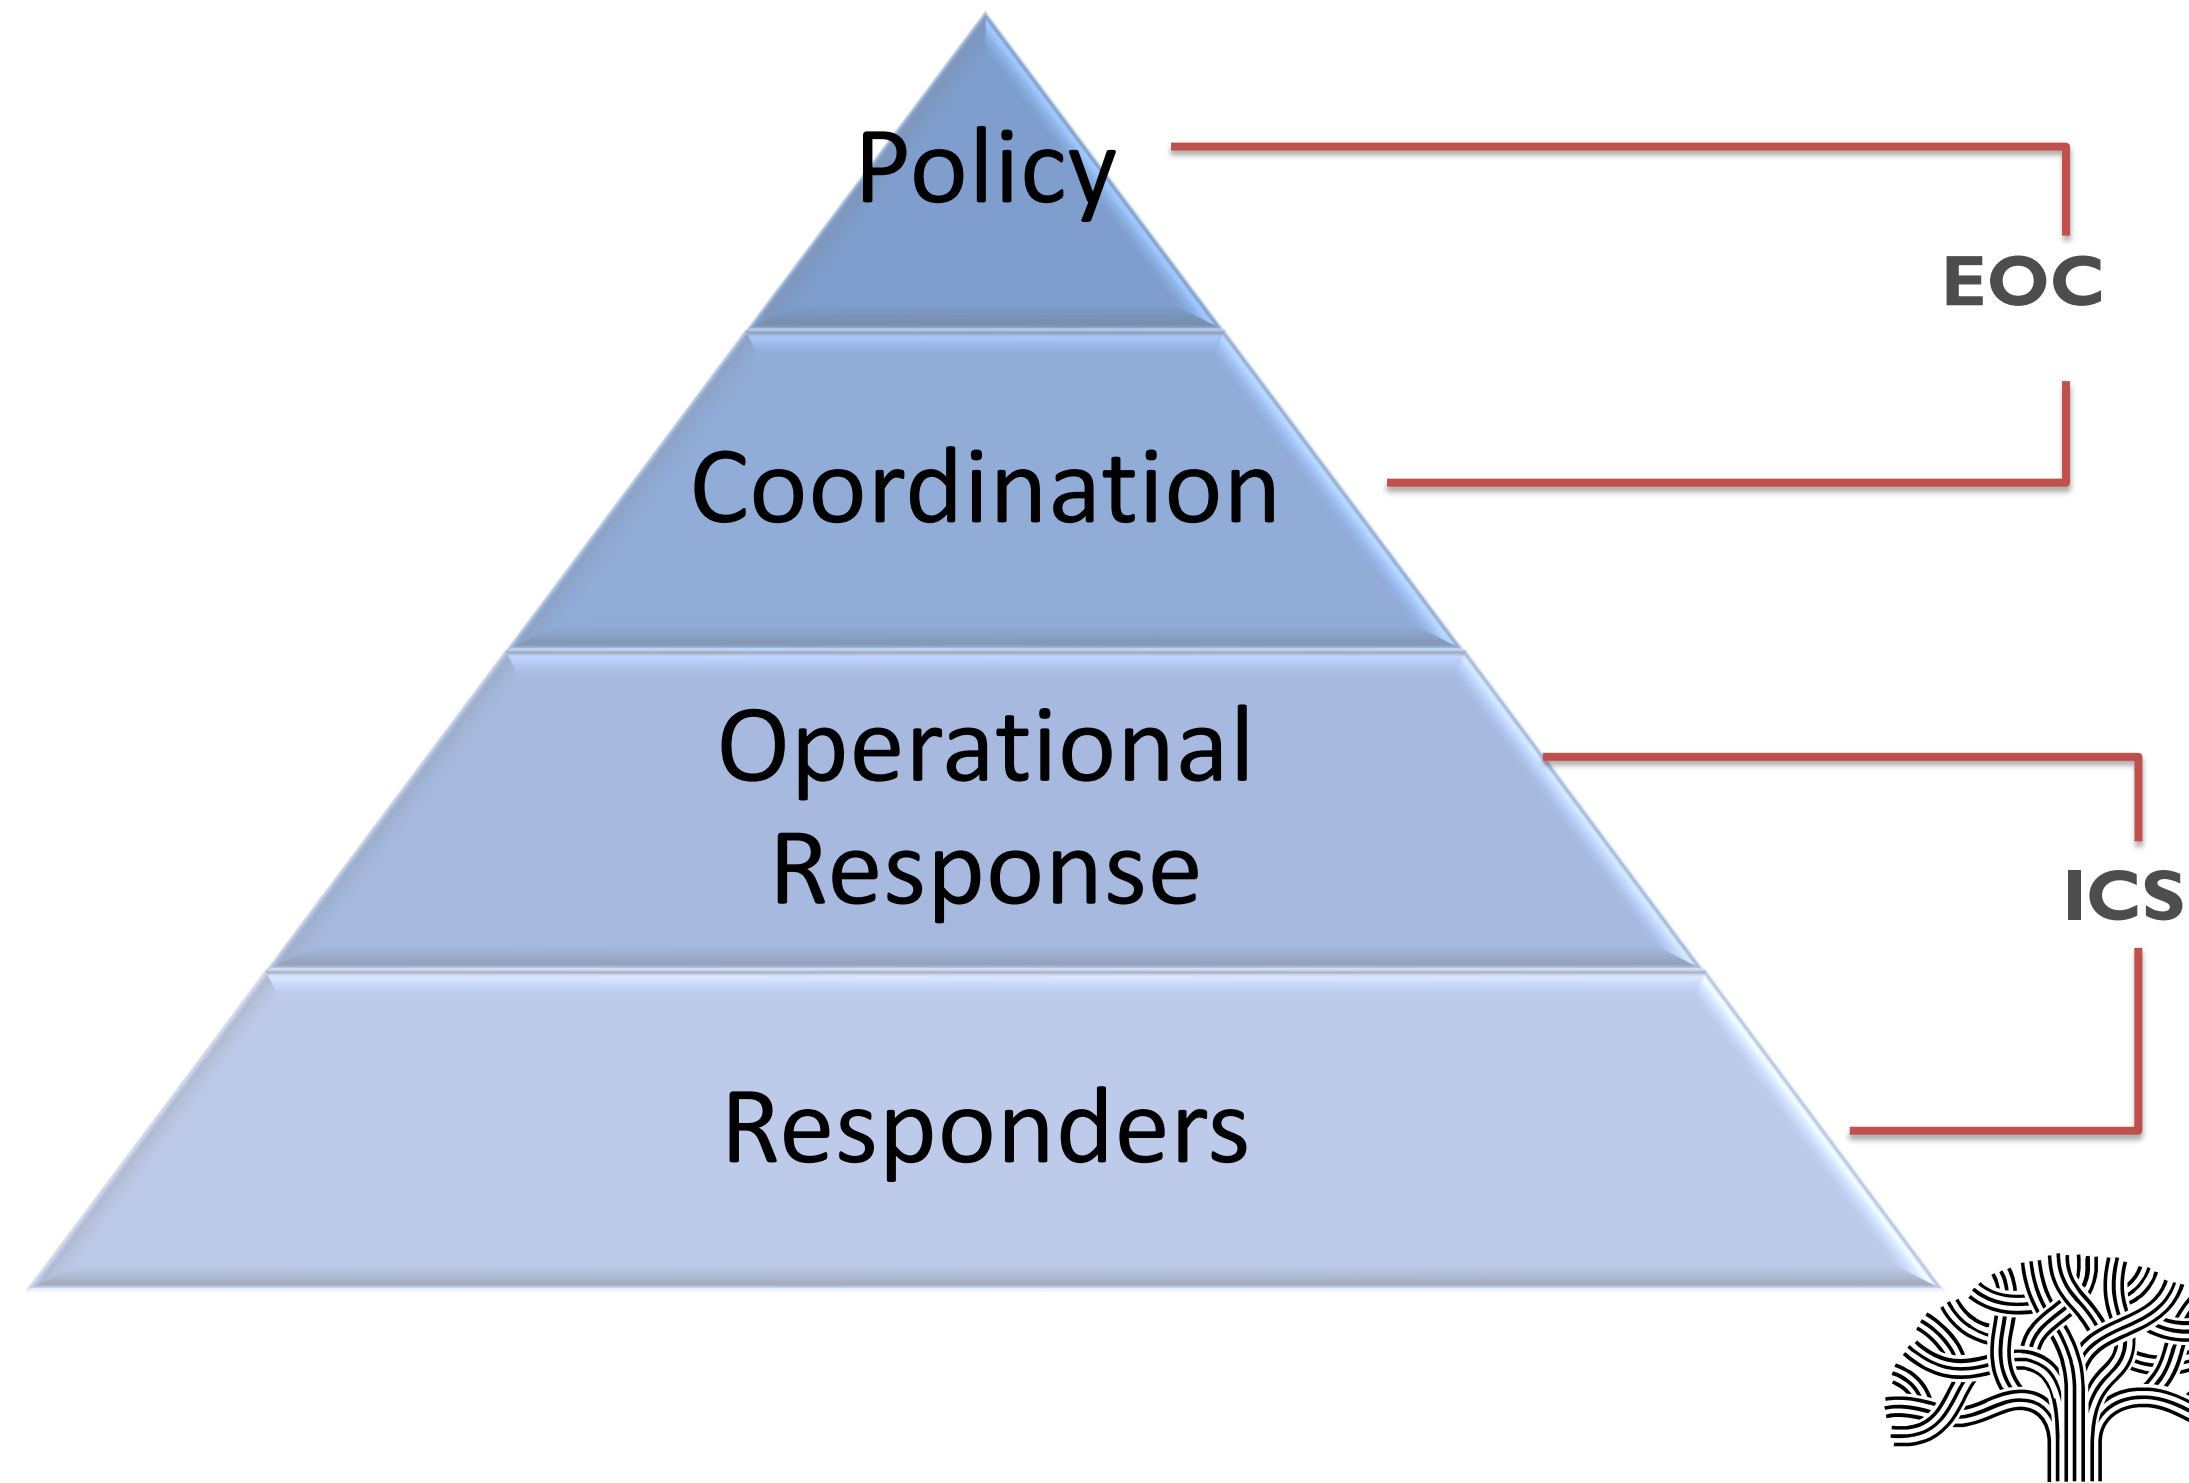 Policy
EOC
Coordination
Operational
Response
ICS
Responders